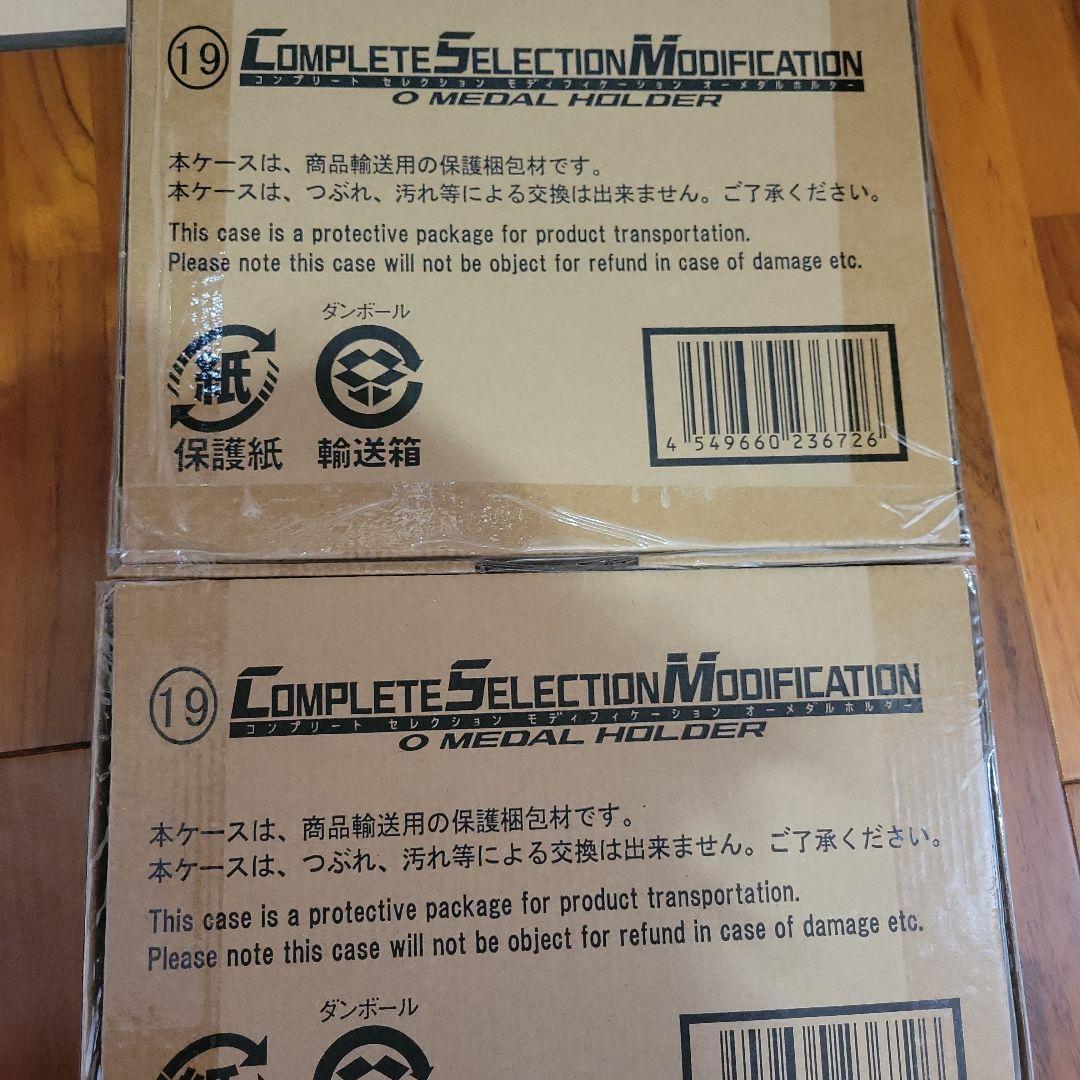 ⑲ COMPLETE SELECTION MODIFICATION
コンプリート セレクション モディフィケーション オーメダルホルダー
O MEDAL HOLDER
本ケースは、商品輸送用の保護梱包材です。
本ケースは、つぶれ、汚れ等による交換は出来ません。ご了承ください。
This case is a protective package for product transportation.
Please note this case will not be object for refund in case of damage etc.
ダンボール
紙
保護紙 輸送箱
4 549660 236726
⑲ COMPLETE SELECTION MODIFICATION
コンプリート セレクション モディフィケーション オーメダルホルダー
O MEDAL HOLDER
本ケースは、商品輸送用の保護梱包材です。
本ケースは、つぶれ、汚れ等による交換は出来ません。ご了承ください。
This case is a protective package for product transportation.
Please note this case will not be object for refund in case of damage etc.
ダンボール
紙